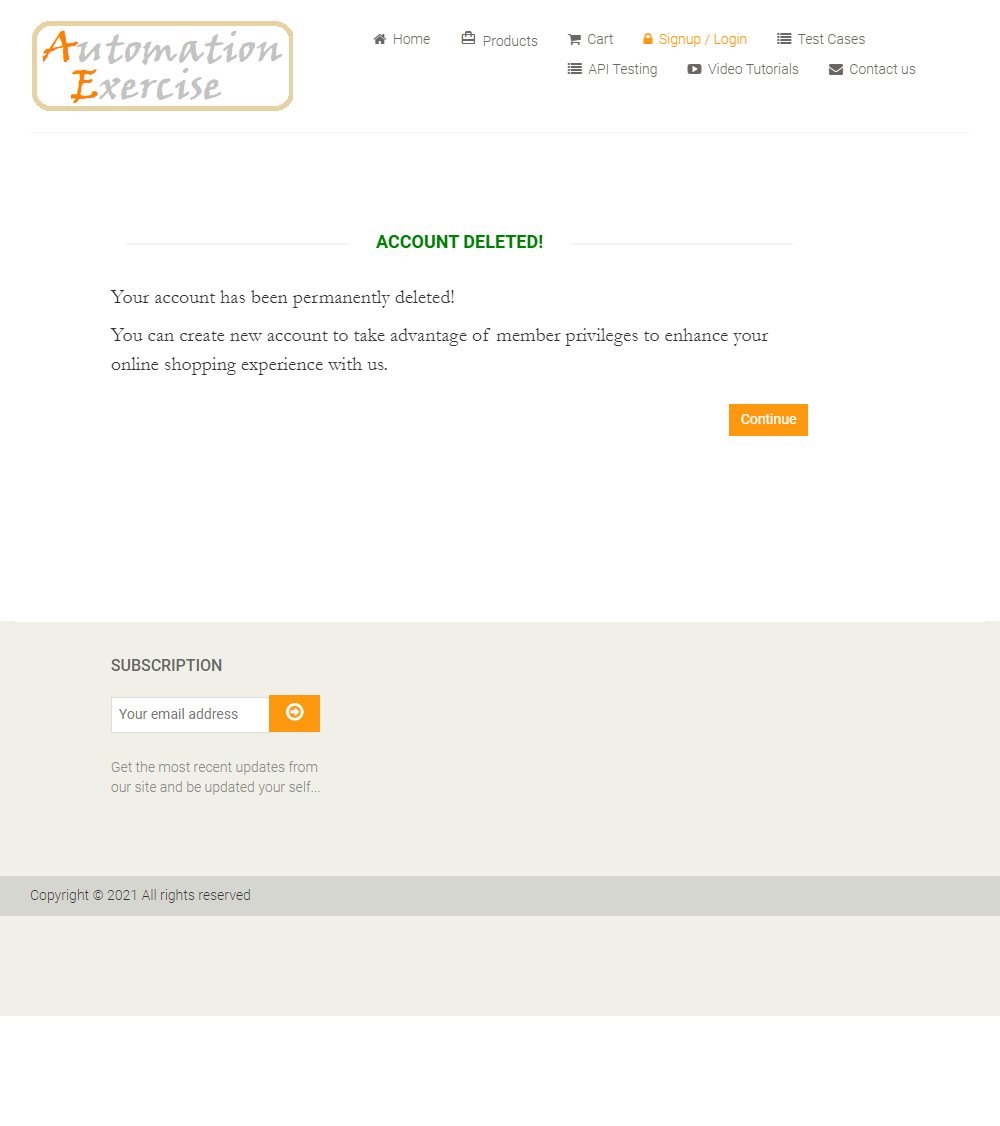 Automation
Exercise
Home
Products
Cart
Signup / Login
Test Cases
API Testing
Video Tutorials
Contact us
ACCOUNT DELETED!
Your account has been permanently deleted!
You can create new account to take advantage of member privileges to enhance your
online shopping experience with us.
Continue
SUBSCRIPTION
Your email address
Get the most recent updates from
our site and be updated your self...
Copyright © 2021 All rights reserved